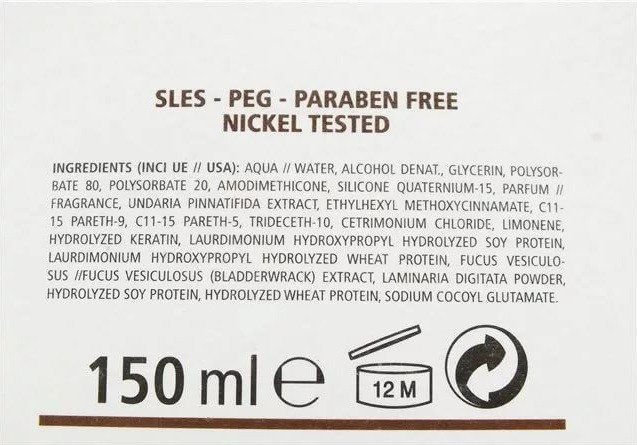 SLES - PEG - PARABEN FREE
NICKEL TESTED
INGREDIENTS (INCI UE // USA): AQUA // WATER, ALCOHOL DENAT., GLYCERIN, POLYSOR-
BATE 80, POLYSORBATE 20, AMODIMETHICONE, SILICONE QUATERNIUM-15, PARFUM //
FRAGRANCE, UNDARIA PINNATIFIDA EXTRACT, ETHYLHEXYL METHOXYCINNAMATE, C11-
15 PARETH-9, C11-15 PARETH-5, TRIDECETH-10, CETRIMONIUM CHLORIDE, LIMONENE,
HYDROLYZED KERATIN, LAURDIMONIUM HYDROXYPROPYL HYDROLYZED SOY PROTEIN,
LAURDIMONIUM HYDROXYPROPYL HYDROLYZED WHEAT PROTEIN, FUCUS VESICULO-
SUS //FUCUS VESICULOSUS (BLADDERWRACK) EXTRACT, LAMINARIA DIGITATA POWDER,
HYDROLYZED SOY PROTEIN, HYDROLYZED WHEAT PROTEIN, SODIUM COCOYL GLUTAMATE.
150 ml e 12 M